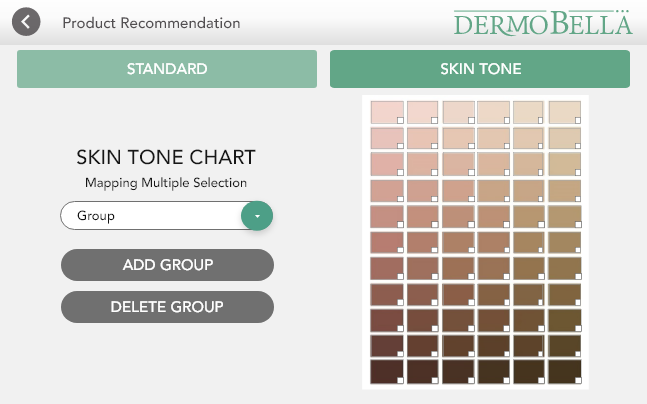 Product Recommendation
DERMOBELLA
STANDARD
SKIN TONE
SKIN TONE CHART
Mapping Multiple Selection
Group
ADD GROUP
DELETE GROUP